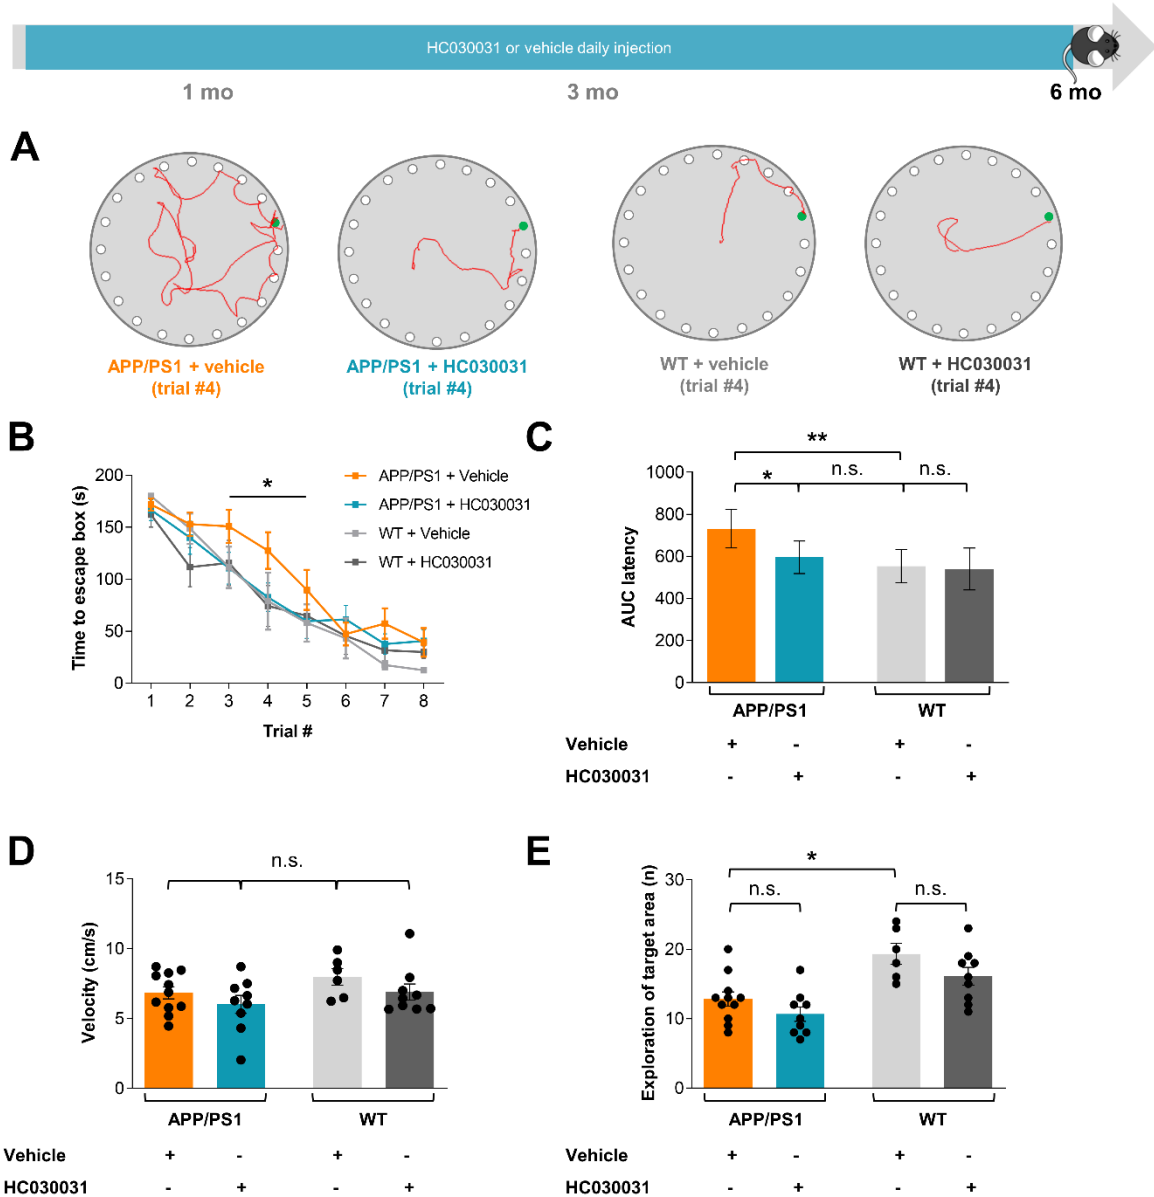 HC030031 or vehicle daily injection
1 mo
3 mo
6 mo
A
APP/PS1 + vehicle
(trial #4)
APP/PS1 + HC030031
(trial #4)
WT + vehicle
(trial #4)
WT + HC030031
(trial #4)
B
Time to escape box (s)
200
150
100
50
0
*
APP/PS1 + Vehicle
APP/PS1 + HC030031
WT + Vehicle
WT + HC030031
1 2 3 4 5 6 7 8
Trial #
C
AUC latency
1000
800
600
400
200
0
**
* n.s. n.s.
APP/PS1 WT
Vehicle + - + -
HC030031 - + - +
D
Velocity (cm/s)
15
10
5
0
n.s.
APP/PS1 WT
Vehicle + - + -
HC030031 - + - +
E
Exploration of target area (n)
30
20
10
0
*
n.s. n.s.
APP/PS1 WT
Vehicle + - + -
HC030031 - + - +